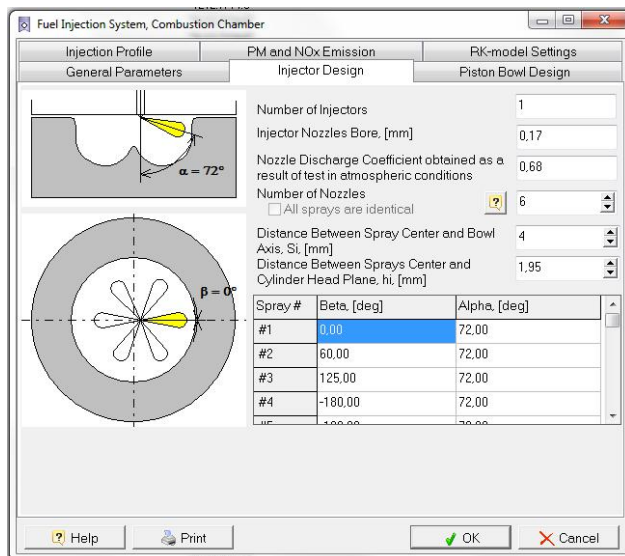 Fuel Injection System, Combustion Chamber
Injection Profile
PM and NOx Emission
RK-model Settings
General Parameters
Injector Design
Piston Bowl Design
α = 72°
β = 0°
Number of Injectors
1
Injector Nozzles Bore, [mm]
0,17
Nozzle Discharge Coefficient obtained as a
result of test in atmospheric conditions
0,68
Number of Nozzles
6
All sprays are identical
Distance Between Spray Center and Bowl
Axis, Si, [mm]
4
Distance Between Sprays Center and
Cylinder Head Plane, hi, [mm]
1,95
Spray # Beta, [deg] Alpha, [deg]
#1 0,00 72,00
#2 60,00 72,00
#3 125,00 72,00
#4 -180,00 72,00
? Help
Print
OK
Cancel